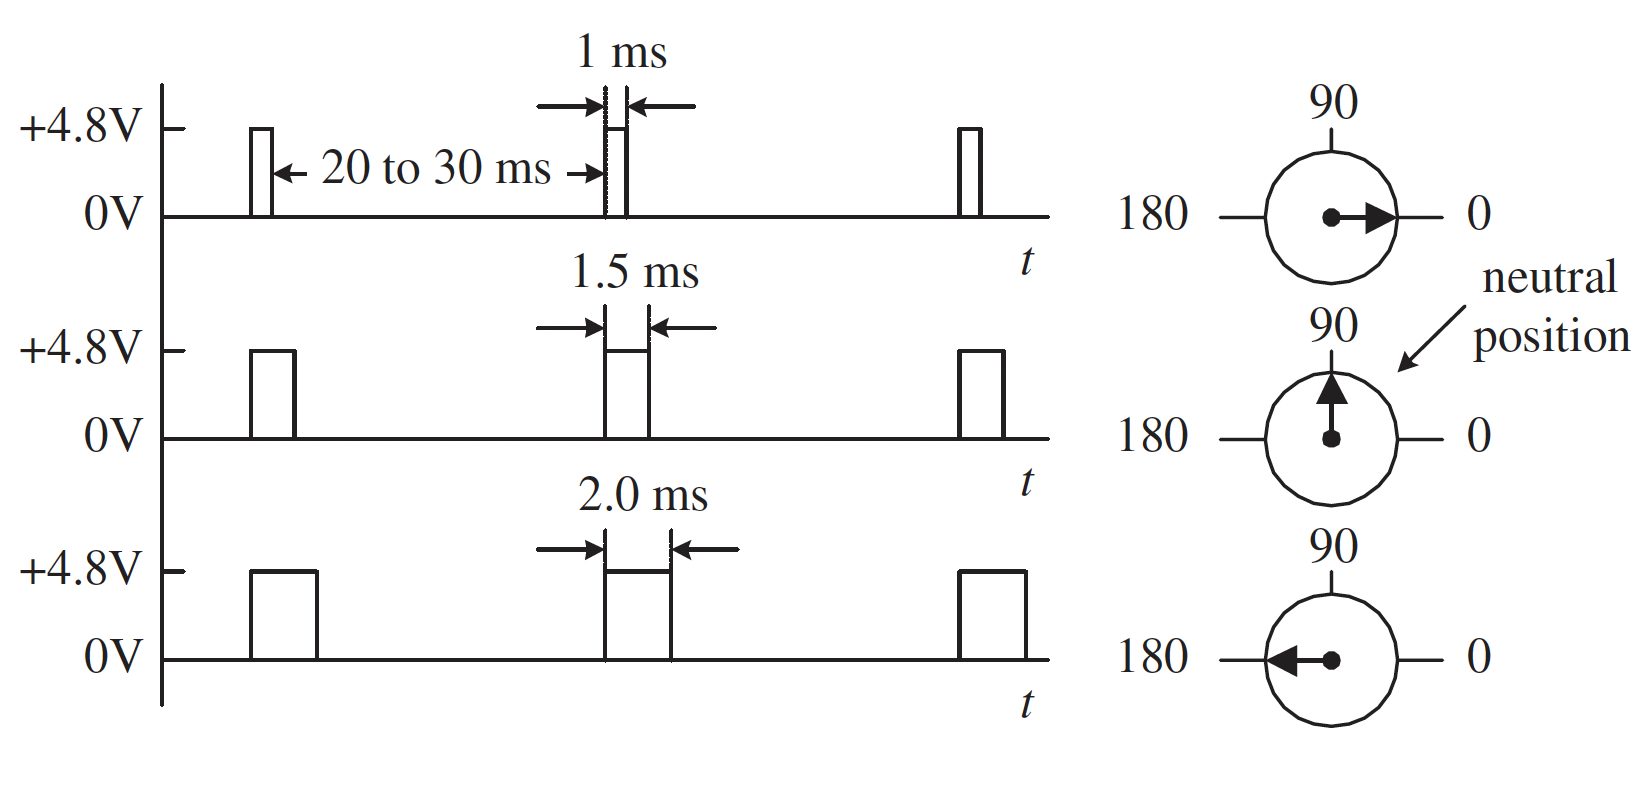 1 ms
+4.8V
20 to 30 ms
0V
t
90
180
0
1.5 ms
+4.8V
0V
t
neutral
position
90
180
0
2.0 ms
+4.8V
0V
t
90
180
0